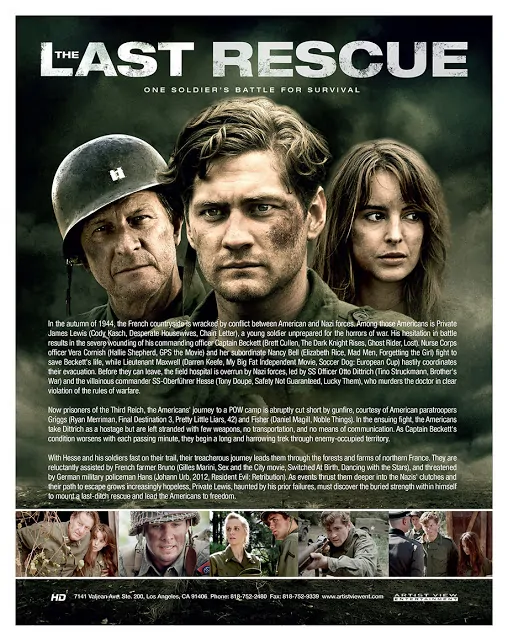 THE LAST RESCUE
ONE SOLDIER'S BATTLE FOR SURVIVAL
In the autumn of 1944, the French countryside is wracked by conflict between American and Nazi forces. Among those Americans is Private
James Lewis (Cody Kasch, Desperate Housewives, Chain Letter), a young soldier unprepared for the horrors of war. His hesitation in battle
results in the severe wounding of his commanding officer Captain Beckett (Brett Cullen, The Dark Knight Rises, Ghost Rider, Lost). Nurse Corps
officer Vera Cornish (Hallie Shepherd, GPS the Movie) and her subordinate Nancy Bell (Elizabeth Rice, Mad Men, Forgetting the Girl) fight to
save Beckett's life, while Lieutenant Maxwell (Darren Keefe, My Big Fat Independent Movie, Soccer Dog: European Cup) hastily coordinates
their evacuation. Before they can leave, the field hospital is overrun by Nazi forces, led by SS Officer Otto Dittrich (Tino Struckmann, Brother's
War) and the villainous commander SS-Oberführer Hesse (Tony Doupe, Safety Not Guaranteed, Lucky Them), who murders the doctor in clear
violation of the rules of warfare.
Now prisoners of the Third Reich, the Americans' journey to a POW camp is abruptly cut short by gunfire, courtesy of American paratroopers
Griggs (Ryan Merriman, Final Destination 3, Pretty Little Liars, 42) and Fisher (Daniel Magill, Noble Things). In the ensuing fight, the Americans
take Dittrich as a hostage but are left stranded with few weapons, no transportation, and no means of communication. As Captain Beckett's
condition worsens with each passing minute, they begin a long and harrowing trek through enemy-occupied territory.
With Hesse and his soldiers fast on their trail, their treacherous journey leads them through the forests and farms of northern France. They are
reluctantly assisted by French farmer Bruno (Gilles Marini, Sex and the City movie, Switched At Birth, Dancing with the Stars), and threatened
by German military policeman Hans (Johann Urb, 2012, Resident Evil: Retribution). As events thrust them deeper into the Nazis' clutches and
their path to escape grows increasingly hopeless, Private Lewis, haunted by his prior failures, must discover the buried strength within himself
to mount a last-ditch rescue and lead the Americans to freedom.
HD 7141 Valjean Ave. Ste. 200, Los Angeles, CA 91406 Phone: 818-752-2480 Fax: 818-752-9339 www.artistviewent.com ARTIST VIEW
ENTERTAINMENT